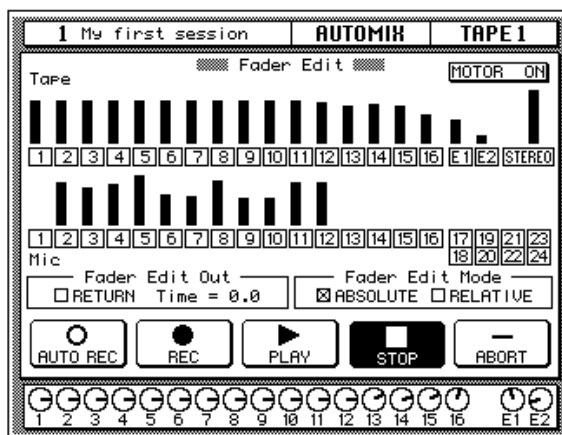 1 My first session AUTOMIX TAPE 1
Fader Edit
Tape MOTOR ON
1 2 3 4 5 6 7 8 9 10 11 12 13 14 15 16 E1 E2 STEREO
1 2 3 4 5 6 7 8 9 10 11 12 13 14 15 16 17 19 21 23
Mic 18 20 22 24
Fader Edit Out Fader Edit Mode
RETURN Time = 0.0 ABSOLUTE RELATIVE
AUTO REC REC PLAY STOP ABORT
1 2 3 4 5 6 7 8 9 10 11 12 13 14 15 16 E1 E2